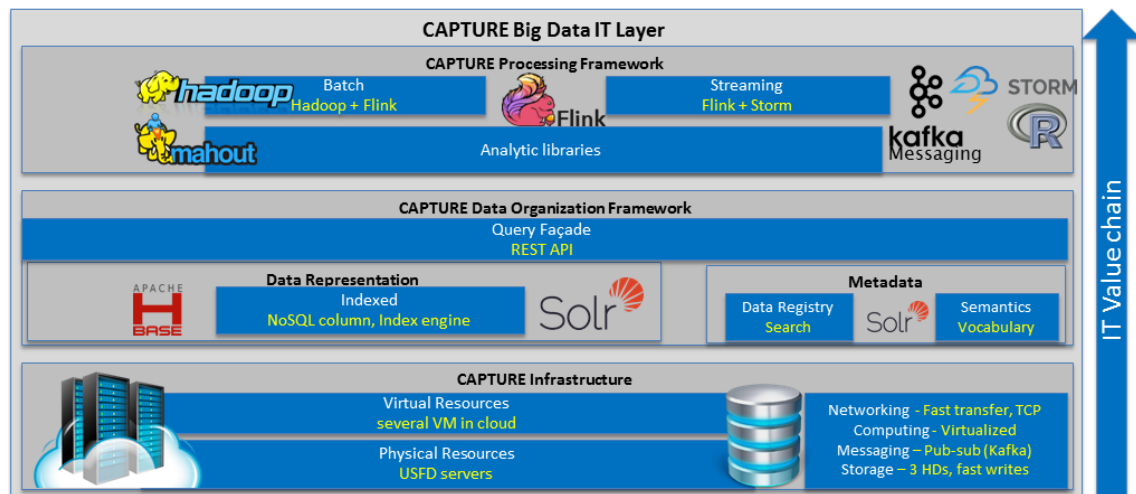 CAPTURE Big Data IT Layer
CAPTURE Processing Framework
hadoop
Batch
Hadoop + Flink
Flink
Streaming
Flink + Storm
STORM
mahout
Analytic libraries
kafka
Messaging
R
CAPTURE Data Organization Framework
Query Façade
REST API
Data Representation
APACHE
H
BASE
Indexed
NoSQL column, Index engine
Solr
Metadata
Data Registry
Search
Solr
Semantics
Vocabulary
CAPTURE Infrastructure
Virtual Resources
several VM in cloud
Physical Resources
USFD servers
Networking - Fast transfer, TCP
Computing - Virtualized
Messaging – Pub-sub (Kafka)
Storage – 3 HDs, fast writes
IT Value chain